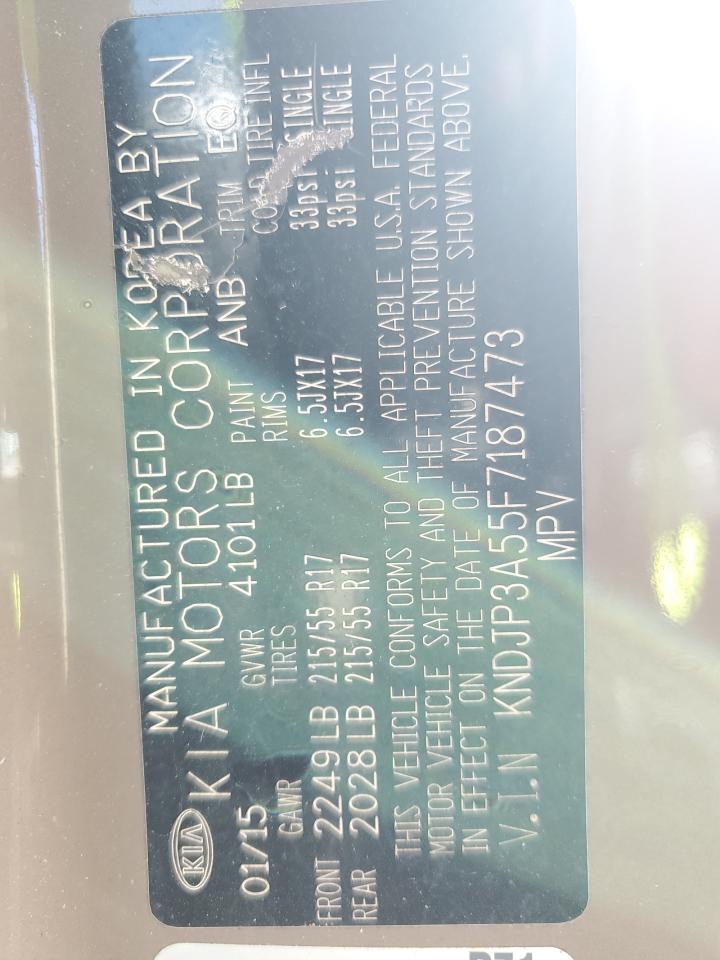 MANUFACTURED IN KOREA BY
KIA KIA MOTORS CORPORATION
01/15 GVWR 4101 LB PAINT ANB TRIM EQ
GAWR TIRES RIMS COLD TIRE INFL
FRONT 2249 LB 215/55 R17 6.5JX17 33psi SINGLE
REAR 2028 LB 215/55 R17 6.5JX17 33psi SINGLE
THIS VEHICLE CONFORMS TO ALL APPLICABLE U.S.A. FEDERAL
MOTOR VEHICLE SAFETY AND THEFT PREVENTION STANDARDS
IN EFFECT ON THE DATE OF MANUFACTURE SHOWN ABOVE.
V.I.N KNDJP3A55F7187473
MPV